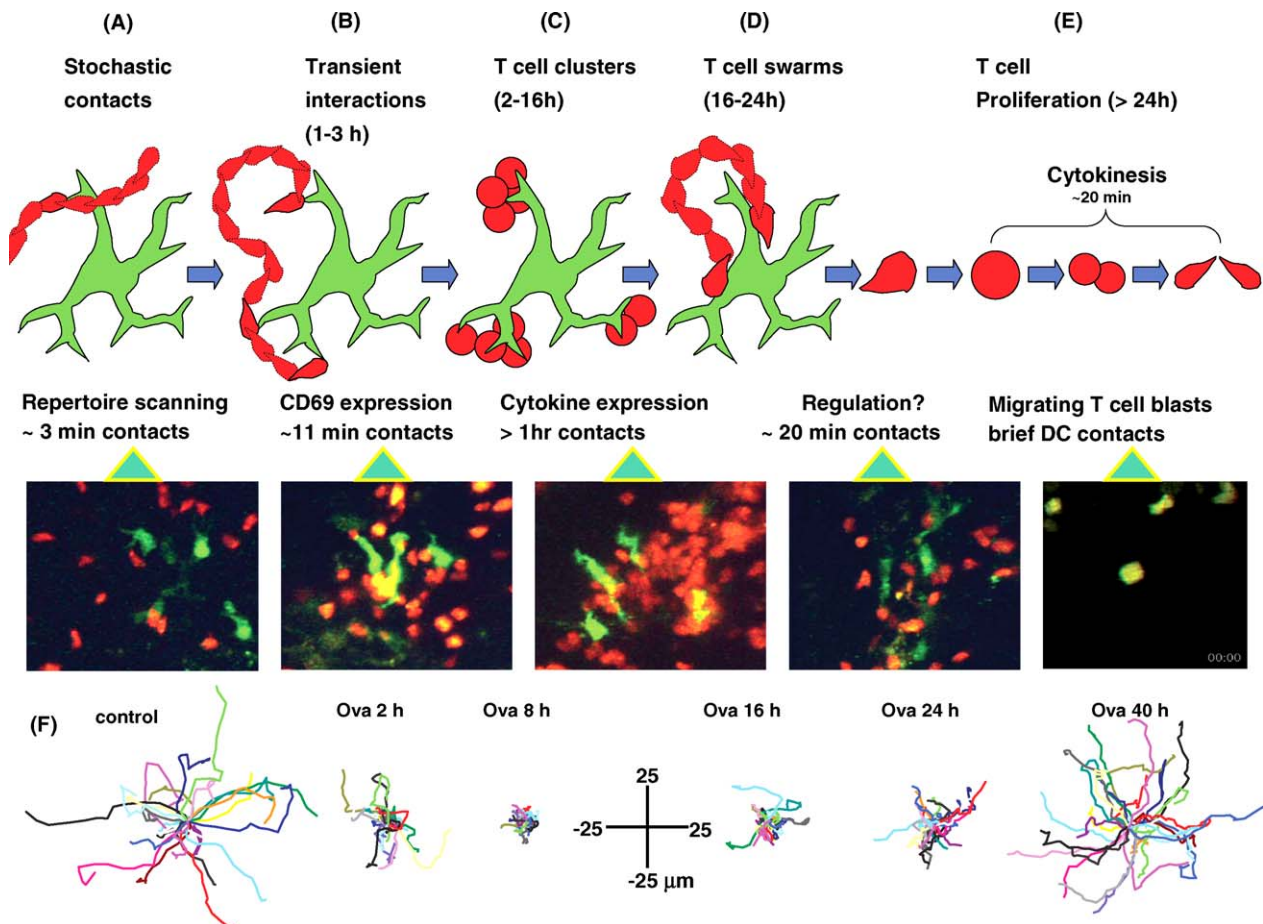 (A)
Stochastic
contacts
(B)
Transient
interactions
(1-3 h)
(C)
T cell clusters
(2-16h)
(D)
T cell swarms
(16-24h)
(E)
T cell
Proliferation (> 24h)
Cytokinesis
~20 min
Repertoire scanning
~ 3 min contacts
CD69 expression
~11 min contacts
Cytokine expression
> 1hr contacts
Regulation?
~ 20 min contacts
Migrating T cell blasts
brief DC contacts
00:00
(F)
control
Ova 2 h
Ova 8 h
Ova 16 h
Ova 24 h
Ova 40 h
25
-25
25
-25 μm